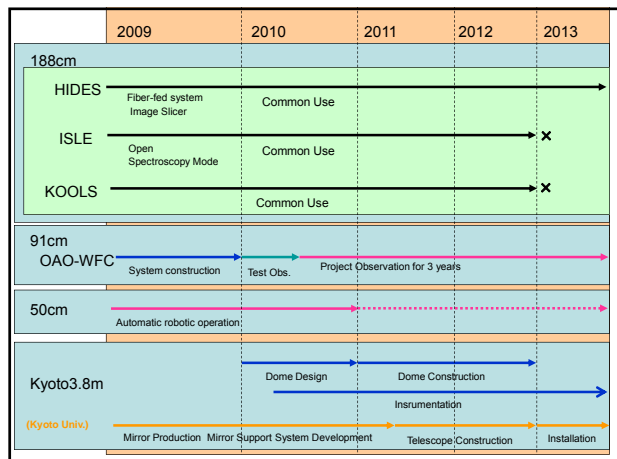 2009 2010 2011 2012 2013
188cm
HIDES
Fiber-fed system
Image Slicer
Common Use
ISLE
Open
Spectroscopy Mode
Common Use
KOOLS
Common Use
91cm
OAO-WFC
System construction
Test Obs.
Project Observation for 3 years
50cm
Automatic robotic operation
Dome Design
Dome Construction
Kyoto3.8m
Insrumentation
(Kyoto Univ.)
Mirror Production
Mirror Support System Development
Telescope Construction
Installation